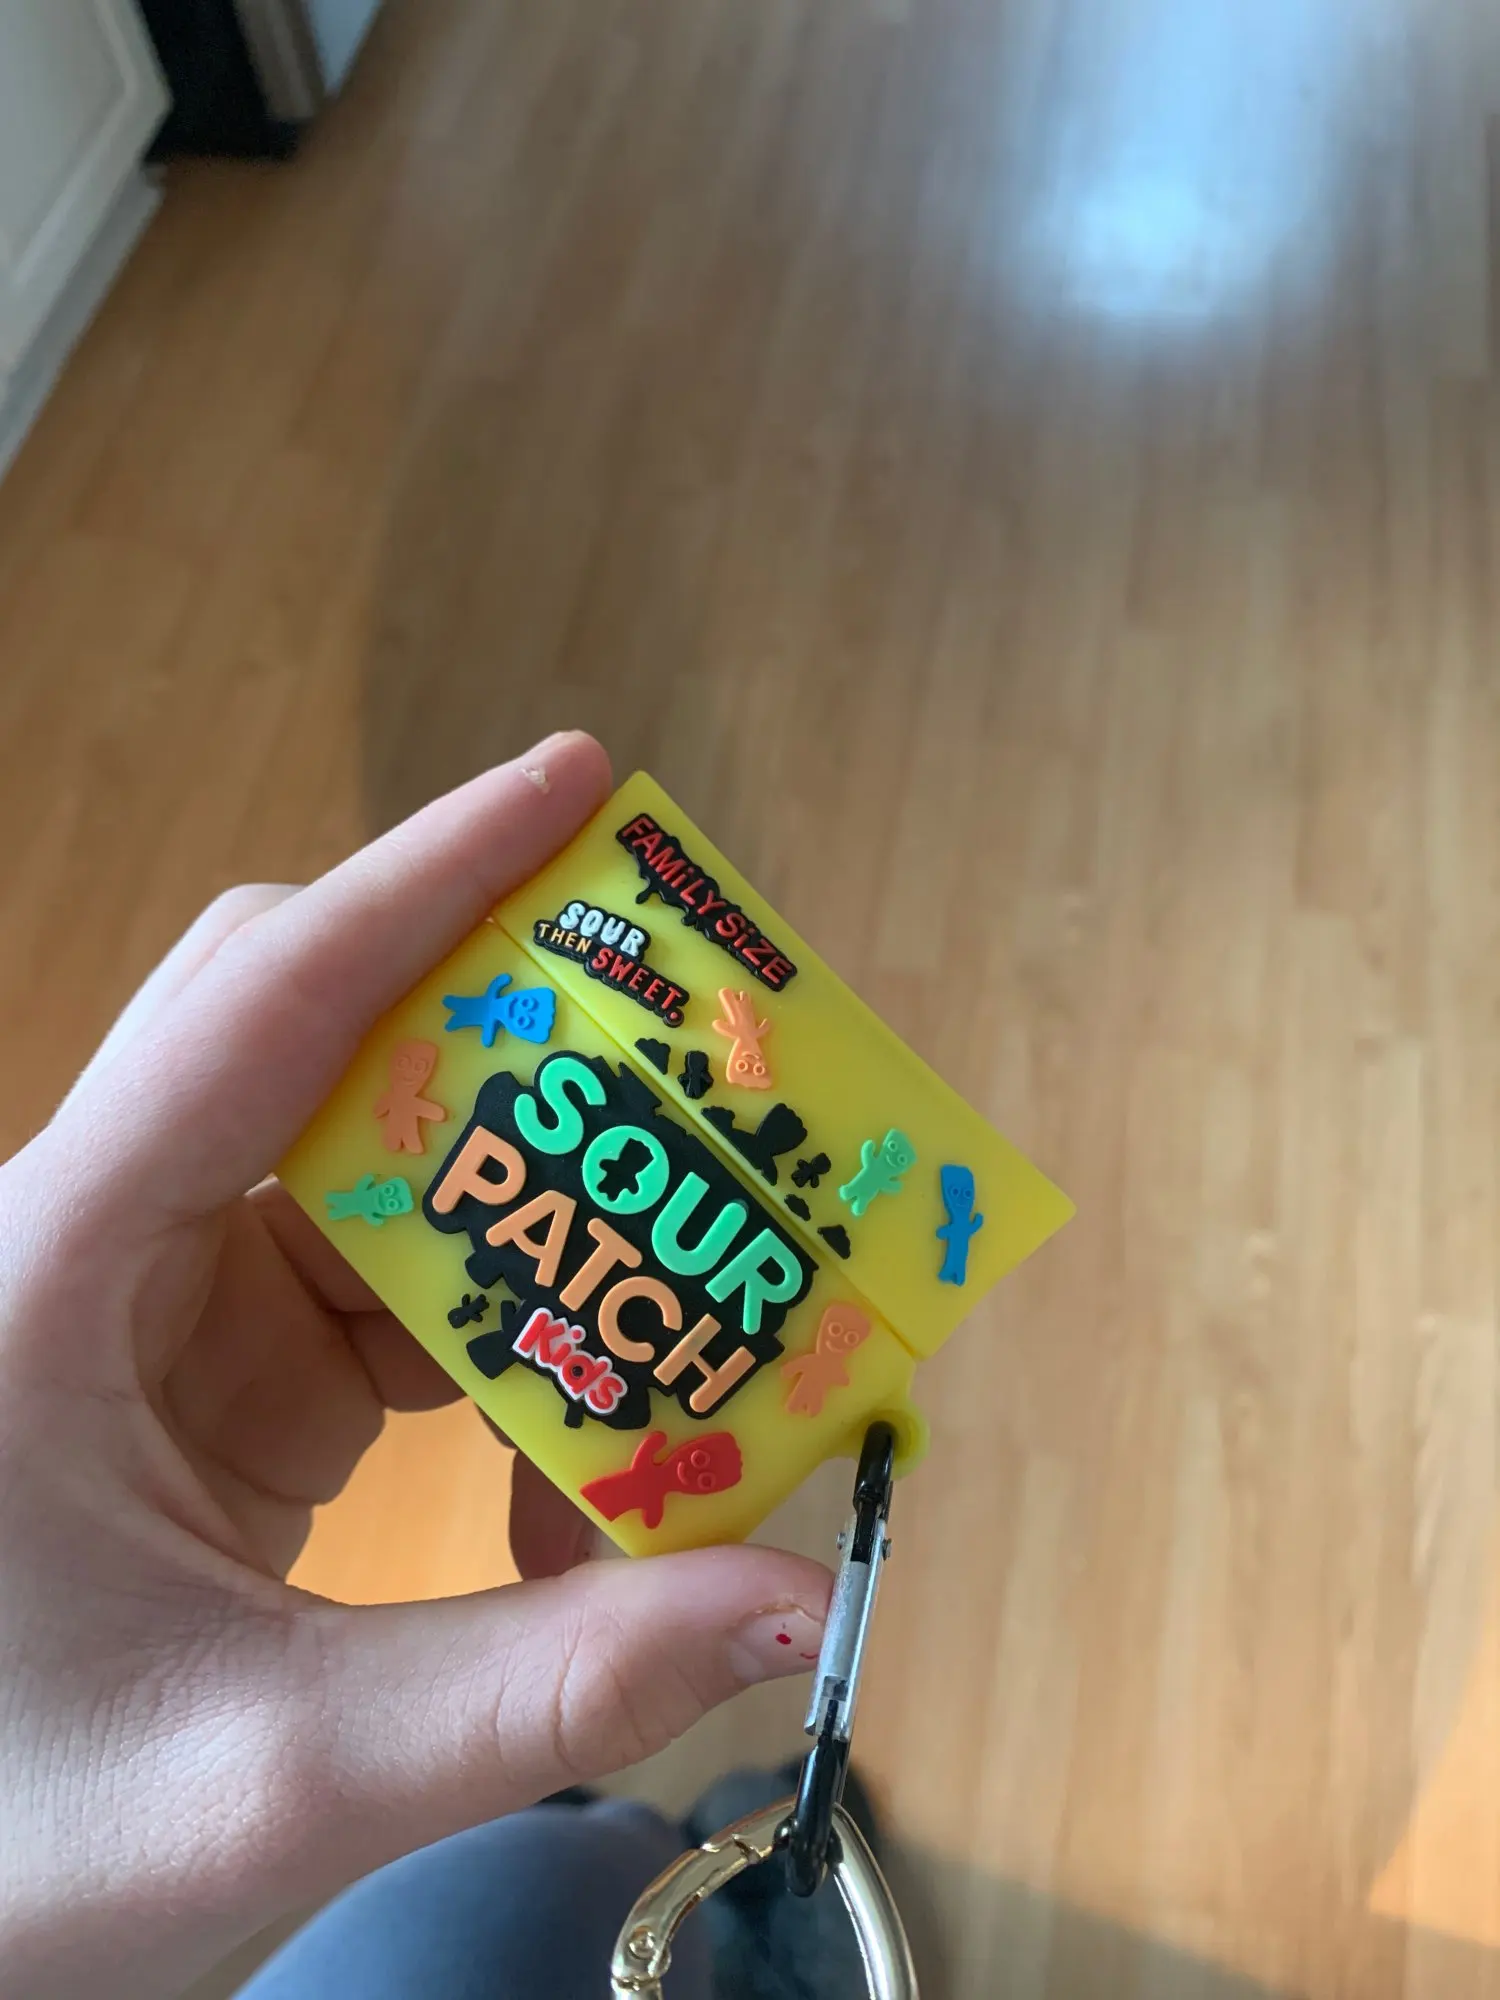 FAMiLY SiZE
SOUR
THEN SWEET.
SOUR
PATCH
Kids